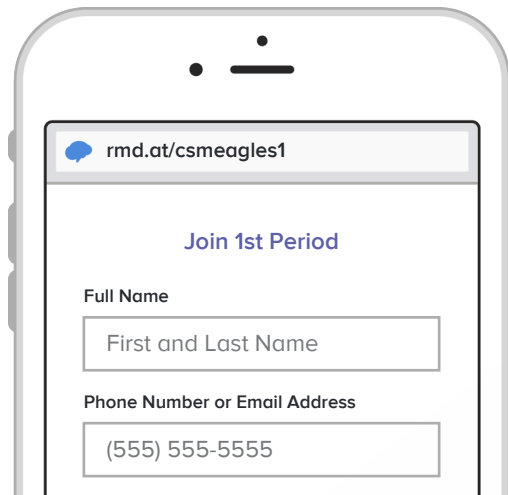 rmd.at/csmeagles1
Join 1st Period
Full Name
First and Last Name
Phone Number or Email Address
(555) 555-5555